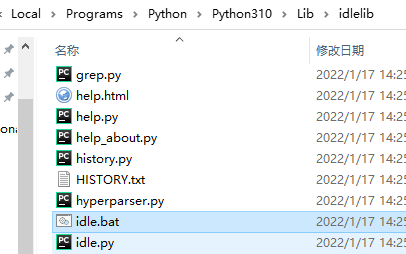 Local > Programs > Python > Python310 > Lib > idlelib
名称 修改日期
grep.py 2022/1/17 14:25
help.html 2022/1/17 14:25
help.py 2022/1/17 14:25
help_about.py 2022/1/17 14:25
history.py 2022/1/17 14:25
HISTORY.txt 2022/1/17 14:25
hyperparser.py 2022/1/17 14:25
idle.bat 2022/1/17 14:25
idle.py 2022/1/17 14:25